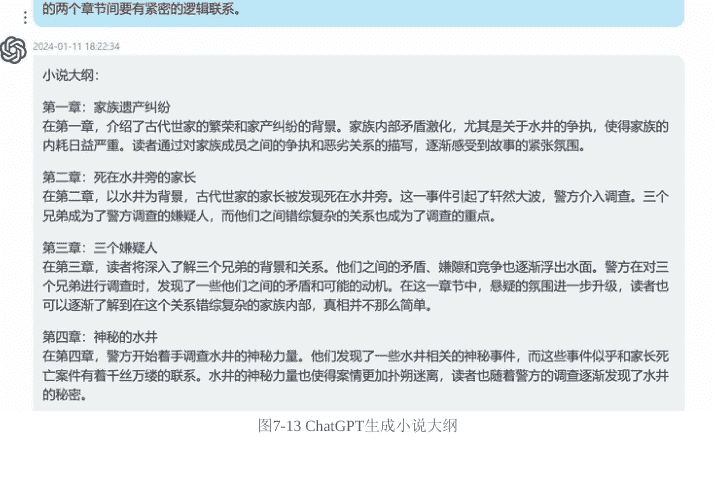 的两个章节间要有紧密的逻辑联系。
2024-01-11 18:22:34
小说大纲：
第一章：家族遗产纠纷
在第一章，介绍了古代世家的繁荣和家产纠纷的背景。家族内部矛盾激化，尤其是关于水井的争执，使得家族的
内耗日益严重。读者通过对家族成员之间的争执和恶劣关系的描写，逐渐感受到故事的紧张氛围。
第二章：死在水井旁的家长
在第二章，以水井为背景，古代世家的家长被发现死在水井旁。这一事件引起了轩然大波，警方介入调查。三个
兄弟成为了警方调查的嫌疑人，而他们之间错综复杂的关系也成为了调查的重点。
第三章：三个嫌疑人
在第三章，读者将深入了解三个兄弟的背景和关系。他们之间的矛盾、嫌隙和竞争也逐渐浮出水面。警方在对三
个兄弟进行调查时，发现了一些他们之间的矛盾和可能的动机。在这一章节中，悬疑的氛围进一步升级，读者也
可以逐渐了解到在这个关系错综复杂的家族内部，真相并不那么简单。
第四章：神秘的水井
在第四章，警方开始着手调查水井的神秘力量。他们发现了一些水井相关的神秘事件，而这些事件似乎和家长死
亡案件有着千丝万缕的联系。水井的神秘力量也使得案情更加扑朔迷离，读者也随着警方的调查逐渐发现了水井
的秘密。
图7-13 ChatGPT生成小说大纲